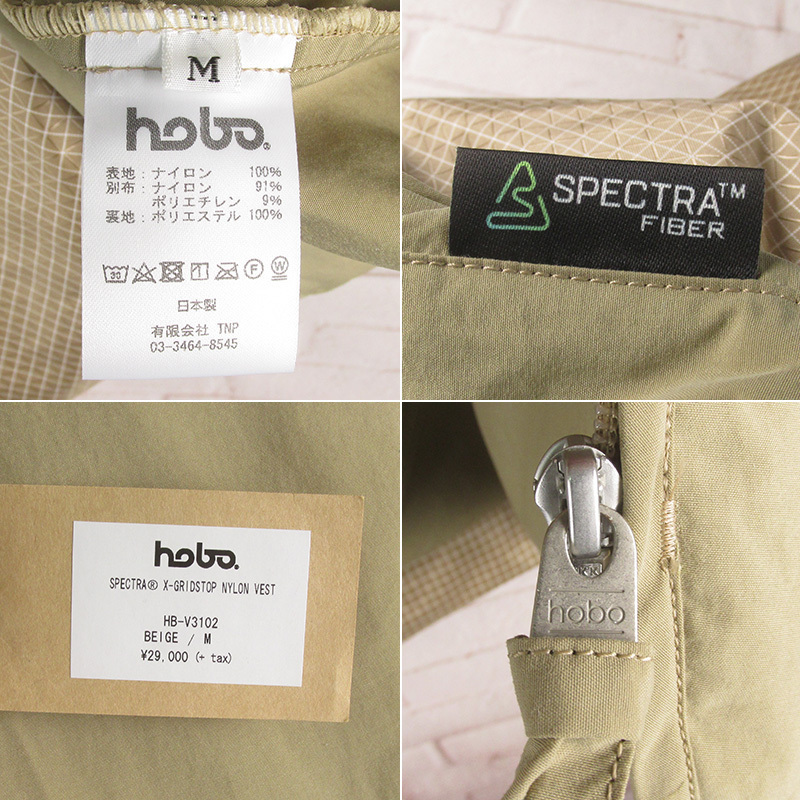 M
hobo®
表地：ナイロン 100%
別布：ナイロン 91%
ポリエチレン 9%
裏地：ポリエステル 100%
30 F W
日本製
有限会社 TNP
03-3464-8545
SPECTRA™
FIBER
hobo.
SPECTRA® X-GRIDSTOP NYLON VEST
HB-V3102
BEIGE / M
¥29,000 (+ tax)
YKK
hobo